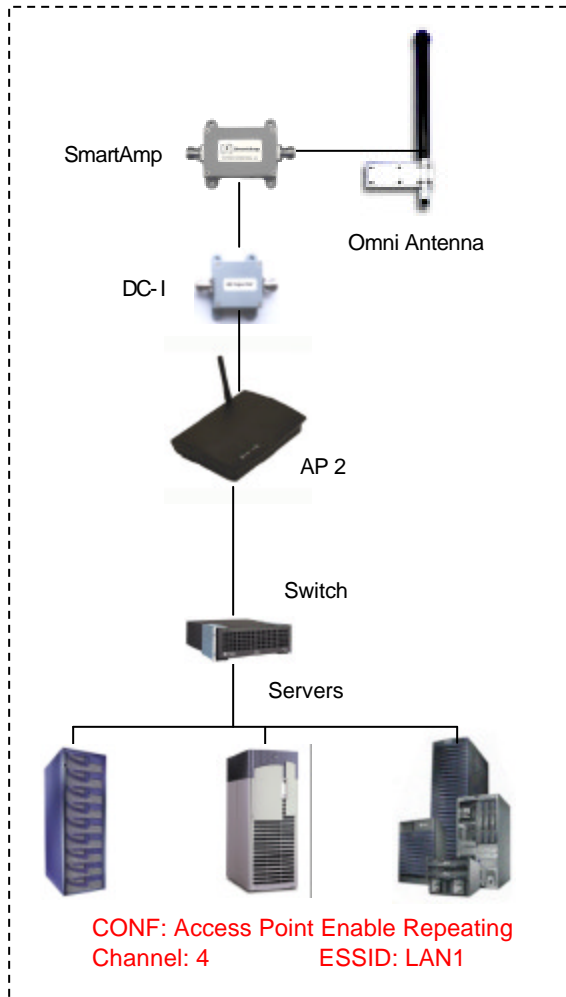 SmartAmp
Omni Antenna
DC-I
AP 2
Switch
Servers
CONF: Access Point Enable Repeating
Channel: 4 ESSID: LAN1